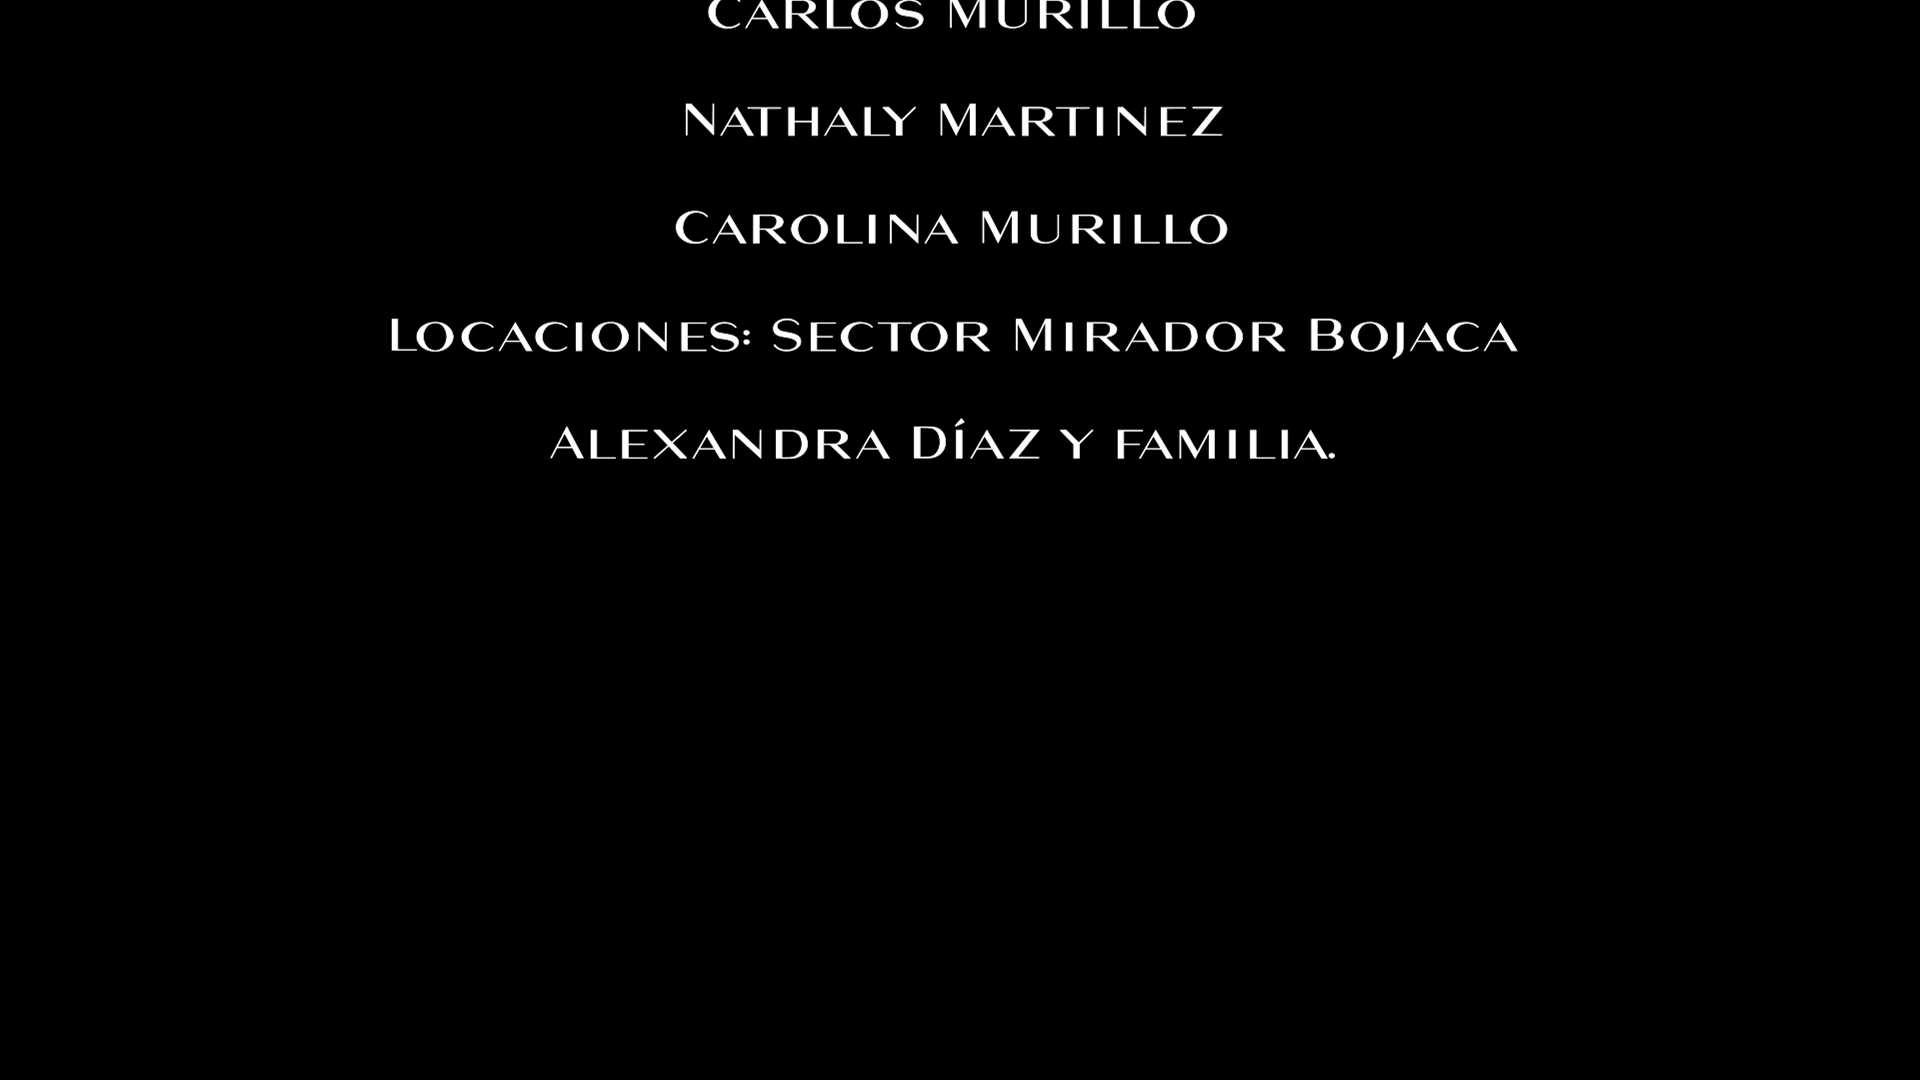 Carlos Murillo
Nathaly Martinez
Carolina Murillo
Locaciones: Sector Mirador Bojaca
Alexandra Díaz y familia.